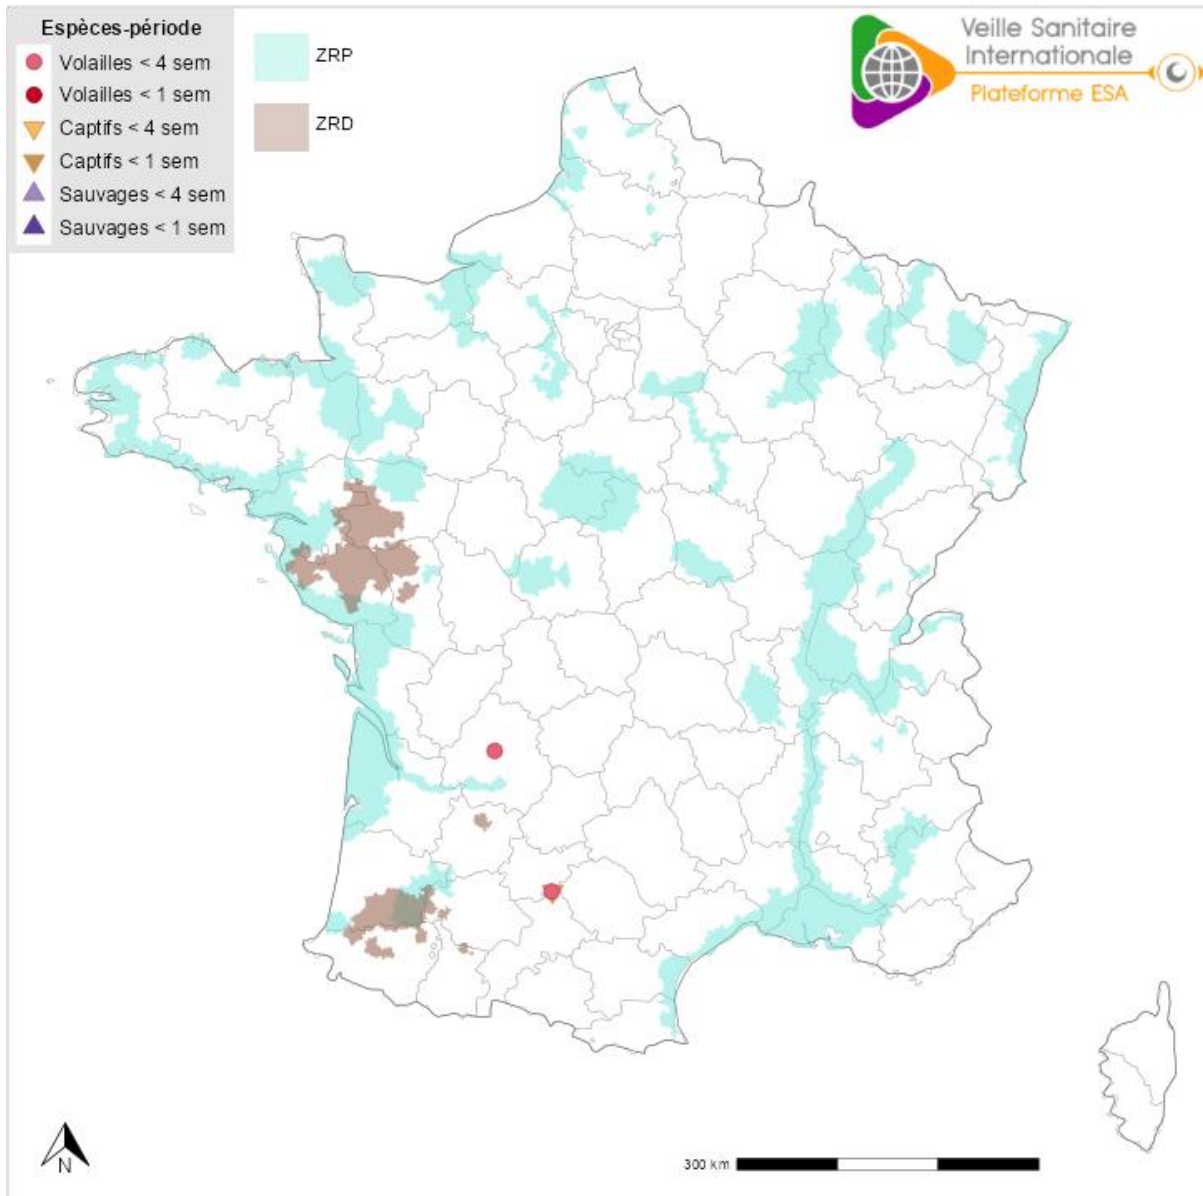 Espèces-période
Volailles < 4 sem
Volailles < 1 sem
Captifs < 4 sem
Captifs < 1 sem
Sauvages < 4 sem
Sauvages < 1 sem
ZRP
ZRD
Veille Sanitaire
Internationale
Plateforme ESA
N
300 km